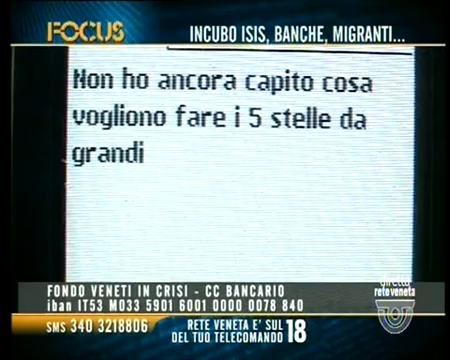 FOCUS
INCUBO ISIS, BANCHE, MIGRANTI...
Non ho ancora capito cosa
vogliono fare i 5 stelle da
grandi
diretta
reteveneta
FONDO VENETI IN CRISI - CC BANCARIO
iban IT53 M033 5901 6001 0000 0078 840
SMS 340 3218806
RETE VENETA E' SUL
DEL TUO TELECOMANDO 18